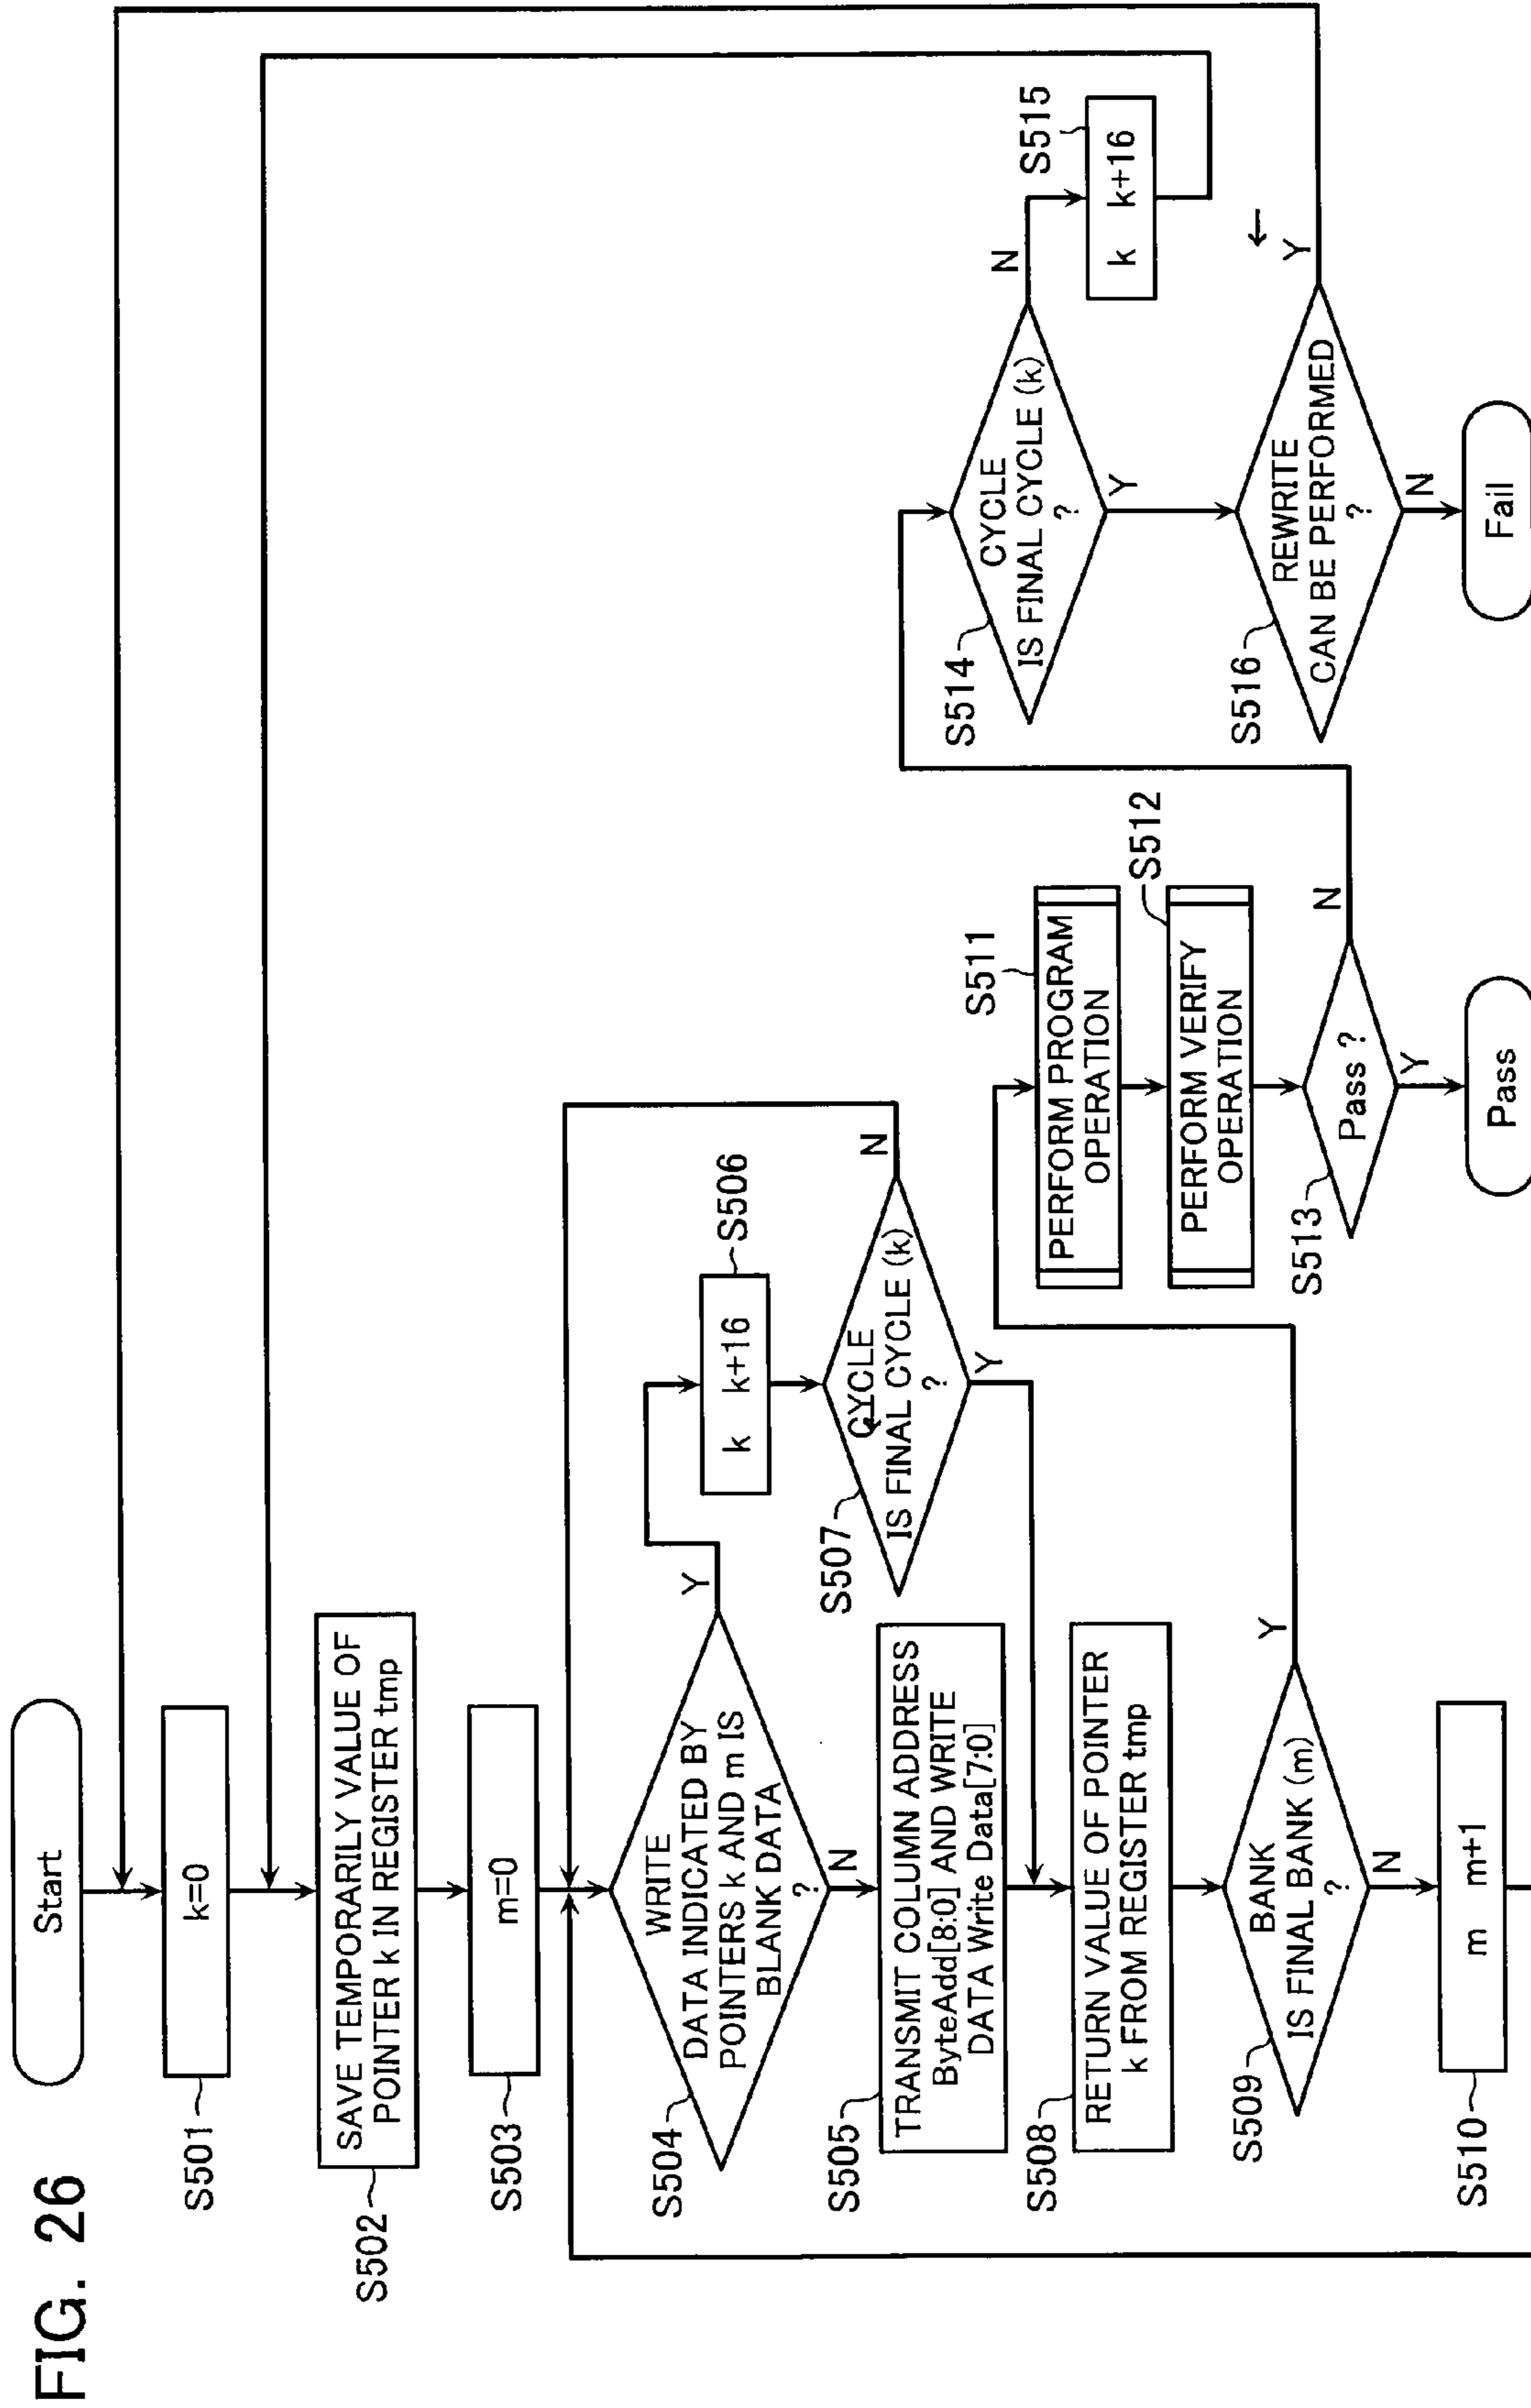 FIG. 26
Start
S501
k=0
S502
SAVE TEMPORARILY VALUE OF
POINTER k IN REGISTER tmp
S503
m=0
S504
WRITE
DATA INDICATED BY
POINTERS k AND m IS
BLANK DATA
?
Y
N
S505
TRANSMIT COLUMN ADDRESS
ByteAdd[8:0] AND WRITE
DATA Write Data[7:0]
S506
k k+16
S507
CYCLE
IS FINAL CYCLE (k)
?
N
Y
S508
RETURN VALUE OF POINTER
k FROM REGISTER tmp
S509
BANK
IS FINAL BANK (m)
?
Y
N
S510
m m+1
S511
PERFORM PROGRAM
OPERATION
S512
PERFORM VERIFY
OPERATION
S513
Pass ?
N
Y
Pass
S514
CYCLE
IS FINAL CYCLE (k)
?
N
Y
S515
k k+16
←
S516
REWRITE
CAN BE PERFORMED
?
Y
N
Fail